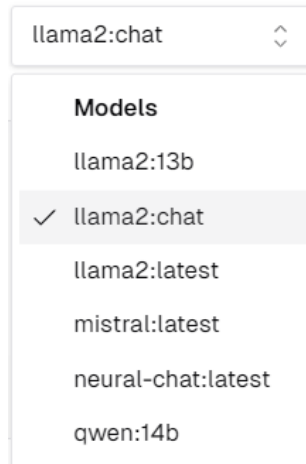 llama2:chat
Models
llama2:13b
llama2:chat
llama2:latest
mistral:latest
neural-chat:latest
qwen:14b